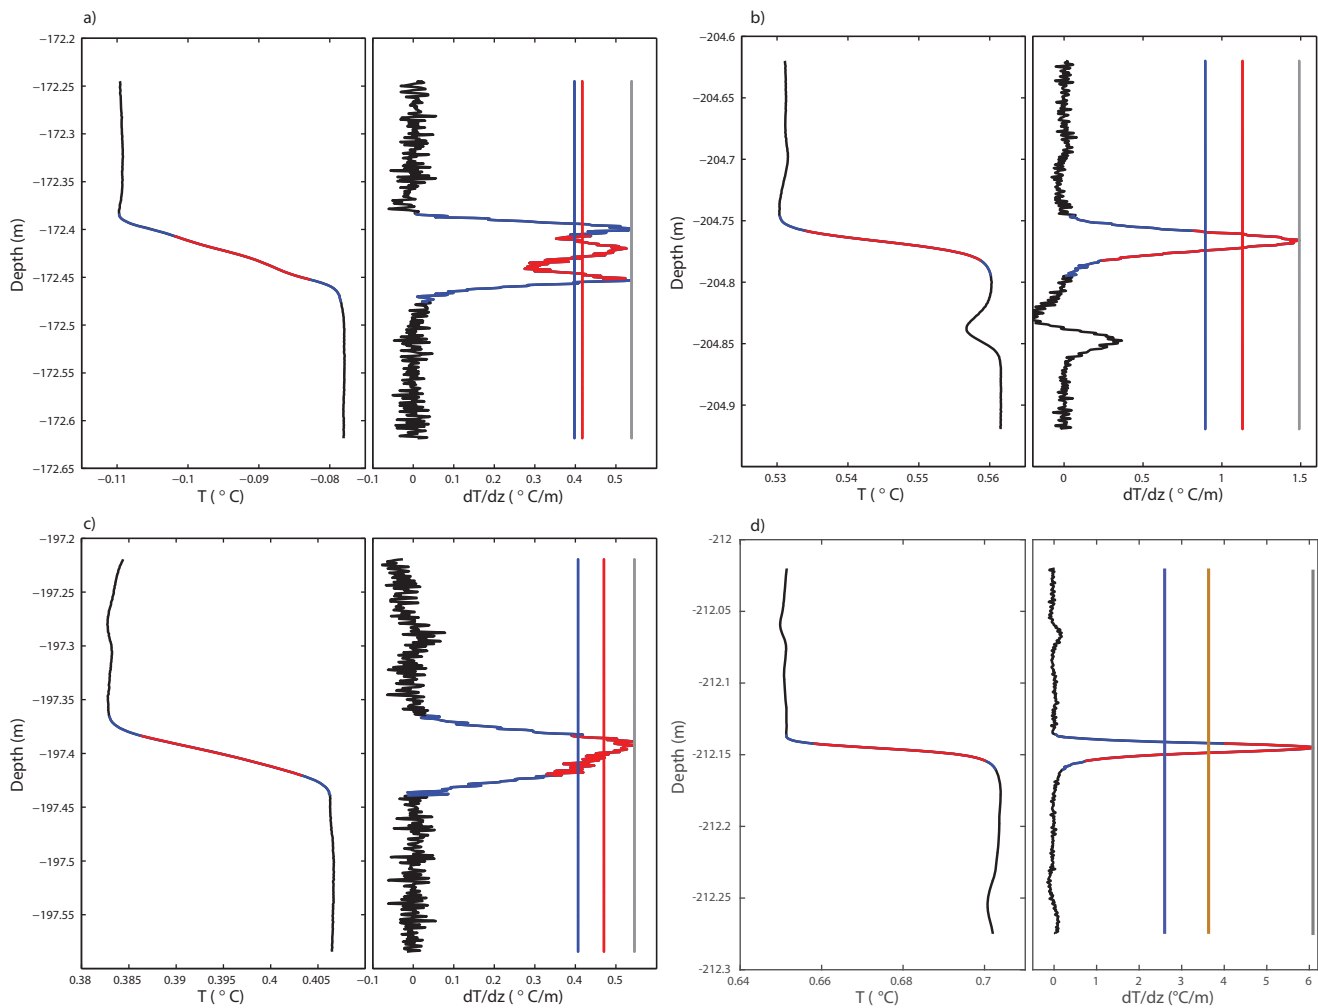 a)
−172.2
−172.25
−172.3
−172.35
−172.4
−172.45
−172.5
−172.55
−172.6
−172.65
Depth (m)
−0.11 −0.1 −0.09 −0.08
T ( ° C)
−0.1 0 0.1 0.2 0.3 0.4 0.5
dT/dz ( ° C/m)
b)
−204.6
−204.65
−204.7
−204.75
−204.8
−204.85
−204.9
Depth (m)
0.53 0.54 0.55 0.56
T ( ° C)
0 0.5 1 1.5
dT/dz ( ° C/m)
c)
−197.2
−197.25
−197.3
−197.35
−197.4
−197.45
−197.5
−197.55
Depth (m)
0.38 0.385 0.39 0.395 0.4 0.405
T ( ° C)
−0.1 0 0.1 0.2 0.3 0.4 0.5
dT/dz ( ° C/m)
d)
-212
-212.05
-212.1
-212.15
-212.2
-212.25
-212.3
Depth (m)
0.64 0.66 0.68 0.7
T ( °C)
0 1 2 3 4 5 6
dT/dz (°C/m)